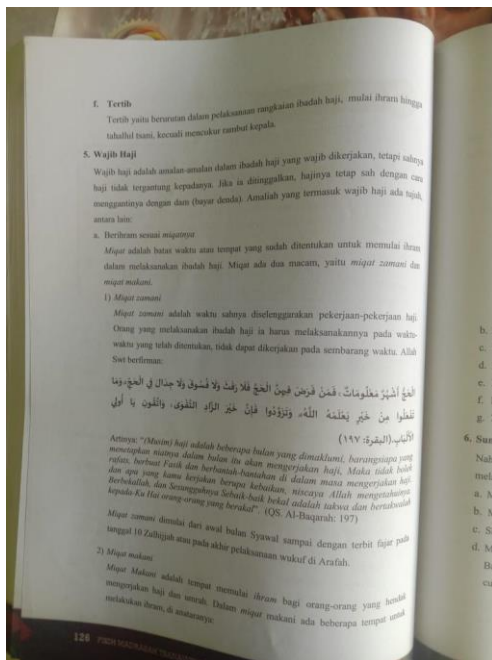 f. Tertib
Tertib yaitu berurutan dalam pelaksanaan rangkaian ibadah haji, mulai ihram hingga
tahallul tsani, kecuali mencukur rambut kepala.
5. Wajib Haji
Wajib haji adalah amalan-amalan dalam ibadah haji yang wajib dikerjakan, tetapi sahnya
haji tidak tergantung kepadanya. Jika ia ditinggalkan, hajinya tetap sah dengan cara
menggantinya dengan dam (bayar denda). Amaliah yang termasuk wajib haji ada tujuh,
antara lain:
a. Berihram sesuai miqatnya
Miqat adalah batas waktu atau tempat yang sudah ditentukan untuk memulai ihram
dalam melaksanakan ibadah haji. Miqat ada dua macam, yaitu miqat zamani dan
miqat makani.
1) Miqat zamani
Miqat zamani adalah waktu sahnya diselenggarakan pekerjaan-pekerjaan haji.
Orang yang melaksanakan ibadah haji ia harus melaksanakannya pada waktu-
waktu yang telah ditentukan, tidak dapat dikerjakan pada sembarang waktu. Allah
Swt berfirman:
الحَجُّ أَشْهُرٌ مَعْلُومَاتٌ، فَمَنْ فَرَضَ فِيهِنَّ الْحَجَّ فَلَا رَفَثَ وَلَا فُسُوقَ وَلَا جِدَالَ فِي الْحَجِّ، وَمَا
تَفْعَلُوا مِنْ خَيْرٍ يَعْلَمْهُ اللَّهُ، وَتَزَوَّدُوا فَإِنَّ خَيْرَ الزَّادِ التَّقْوَى، وَاتَّقُونِ يَا أُولِي
الأَلْبَابِ.(البقرة: ١٩٧)
Artinya: "(Musim) haji adalah beberapa bulan yang dimaklumi, barangsiapa yang
menetapkan niatnya dalam bulan itu akan mengerjakan haji, Maka tidak boleh
rafats, berbuat Fasik dan berbantah-bantahan di dalam masa mengerjakan haji.
dan apa yang kamu kerjakan berupa kebaikan, niscaya Allah mengetahuinya.
Berbekallah, dan Sesungguhnya Sebaik-baik bekal adalah takwa dan bertakwalah
kepada-Ku Hai orang-orang yang berakal". (QS. Al-Baqarah: 197)
Miqat zamani dimulai dari awal bulan Syawal sampai dengan terbit fajar pada
tanggal 10 Zulhijjah atau pada akhir pelaksanaan wukuf di Arafah.
2) Miqat makani
Miqat Makani adalah tempat memulai ihram bagi orang-orang yang hendak
mengerjakan haji dan umrah. Dalam miqat makani ada beberapa tempat untuk
melakukan ihram, di antaranya:
126 FIKIH MADRASAH
b.
c.
d.
e.
f.
g.
6. Sun
Nah
mel
a. M
b. M
c. S
d. M
Ba
cu